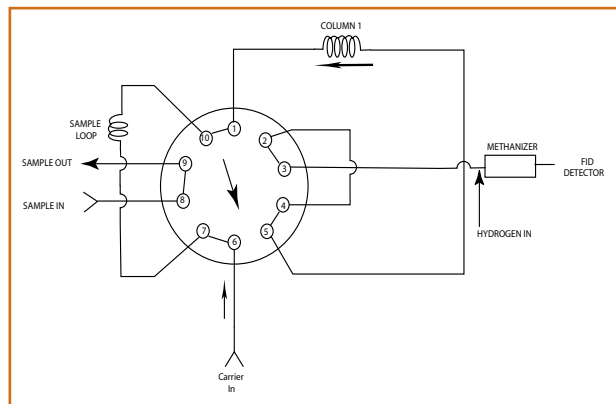 COLUMN 1
SAMPLE
LOOP
10
1
2
9
3
SAMPLE OUT
METHANIZER
FID
DETECTOR
SAMPLE IN
8
4
7
6
5
HYDROGEN IN
Carrier
In